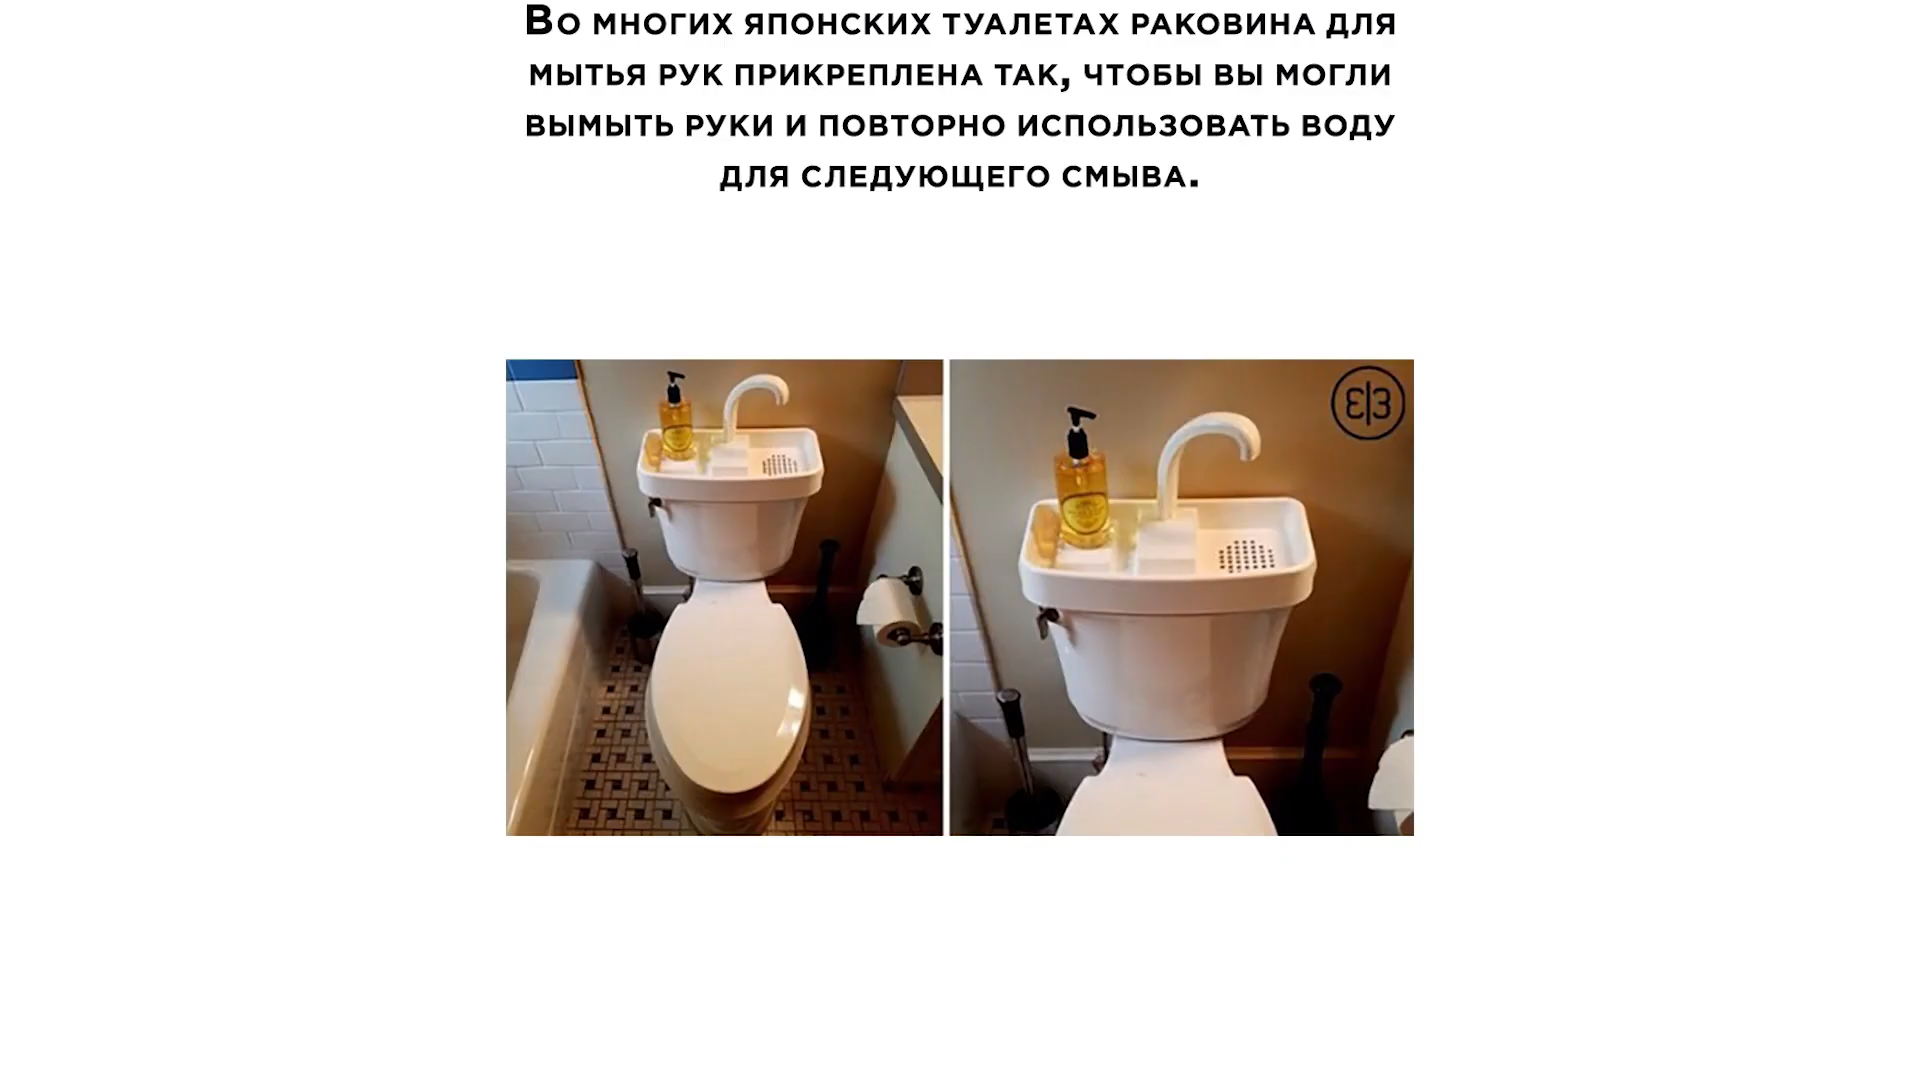 Во многих японских туалетах раковина для
мытья рук прикреплена так, чтобы вы могли
вымыть руки и повторно использовать воду
для следующего смыва.